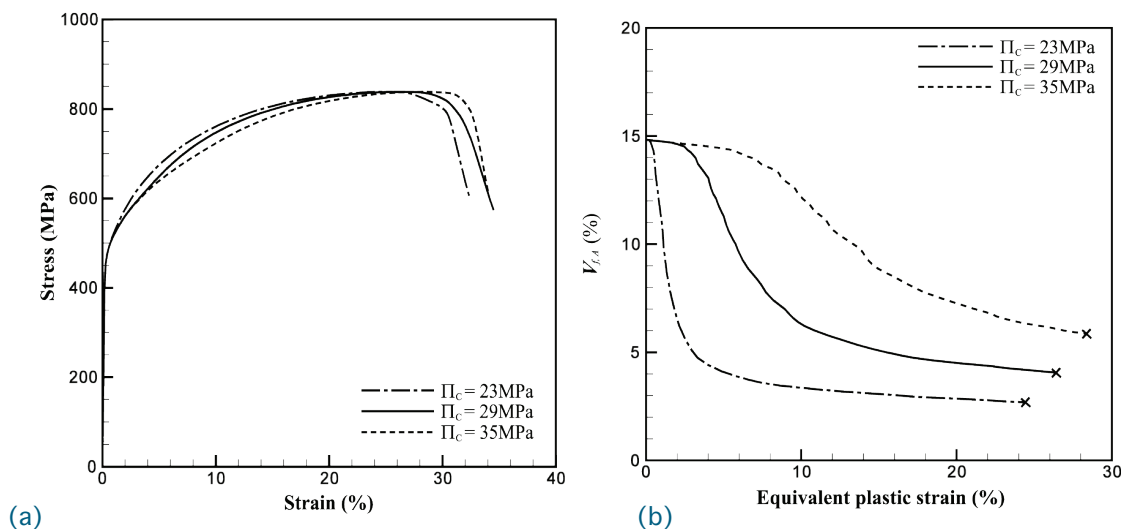 1000
800
600
400
200
0
Stress (MPa)
Π_C = 23MPa
Π_C = 29MPa
Π_C = 35MPa
0 10 20 30 40
Strain (%)
(a)
20
15
10
5
0
V_{f,A} (%)
Π_C = 23MPa
Π_C = 29MPa
Π_C = 35MPa
0 10 20 30
Equivalent plastic strain (%)
(b)